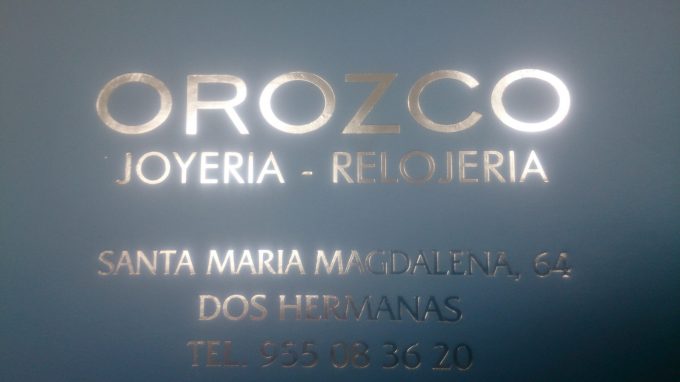 OROZCO
JOYERIA - RELOJERIA
SANTA MARIA MAGDALENA, 64
DOS HERMANAS
TEL. 955 08 36 20